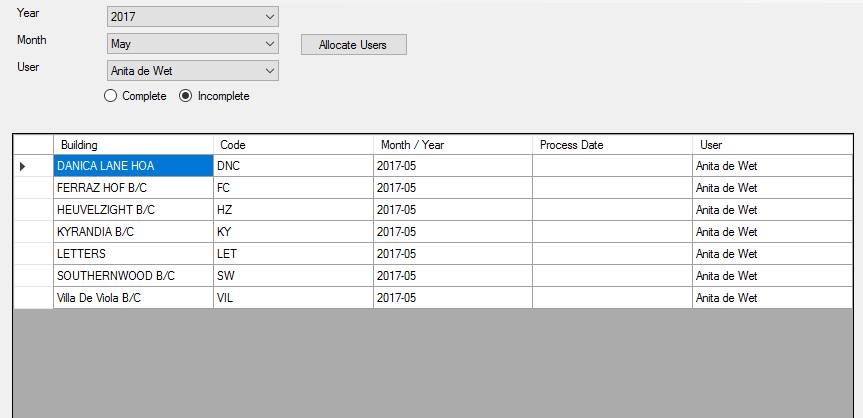 Year 2017
Month May Allocate Users
User Anita de Wet
Complete Incomplete
Building Code Month / Year Process Date User
DANICA LANE HOA DNC 2017-05 Anita de Wet
FERRAZ HOF B/C FC 2017-05 Anita de Wet
HEUVELZIGHT B/C HZ 2017-05 Anita de Wet
KYRANDIA B/C KY 2017-05 Anita de Wet
LETTERS LET 2017-05 Anita de Wet
SOUTHERNWOOD B/C SW 2017-05 Anita de Wet
Villa De Viola B/C VIL 2017-05 Anita de Wet